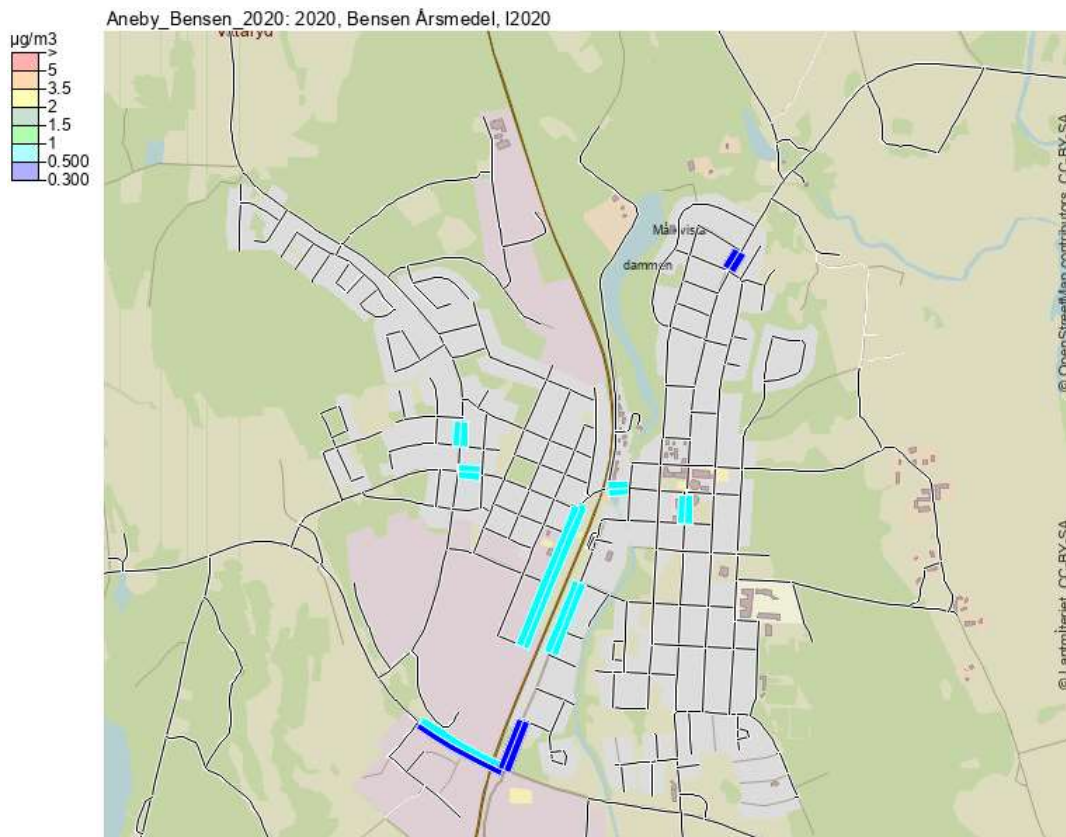 Aneby_Bensen_2020: 2020, Bensen Årsmedel, I2020
µg/m3
>
5
3.5
2
1.5
1
0.500
0.300
dammen
© OpenStreetMap contributors, CC-BY-SA
© Lantmäteriet, CC BY-SA